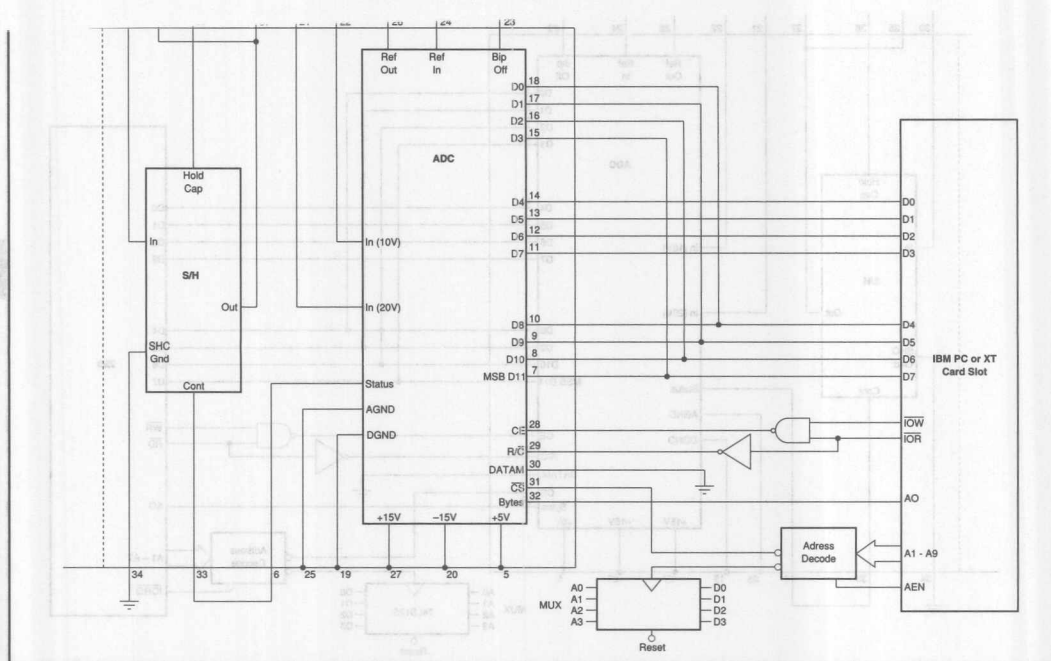 23 24 23
Ref Out
Ref In
Bip Off
ADC
D0 18
D1 17
D2 16
D3 15
D4 14
D5 13
D6 12
D7 11
D8 10
D9 9
D10 8
MSB D11 7
CE 28
R/C̅ 29
DATAM 30
C̅S̅ 31
Bytes 32
In (10V)
In (20V)
Status
AGND
DGND
+15V –15V +5V
Hold Cap
In
S/H
Out
SHC Gnd
Cont
34 33 6 25 19 27 20 5
D0
D1
D2
D3
D4
D5
D6
D7
IBM PC or XT
Card Slot
I̅O̅W̅
I̅O̅R̅
AO
A1 - A9
AEN
Adress
Decode
MUX
A0 D0
A1 D1
A2 D2
A3 D3
Reset